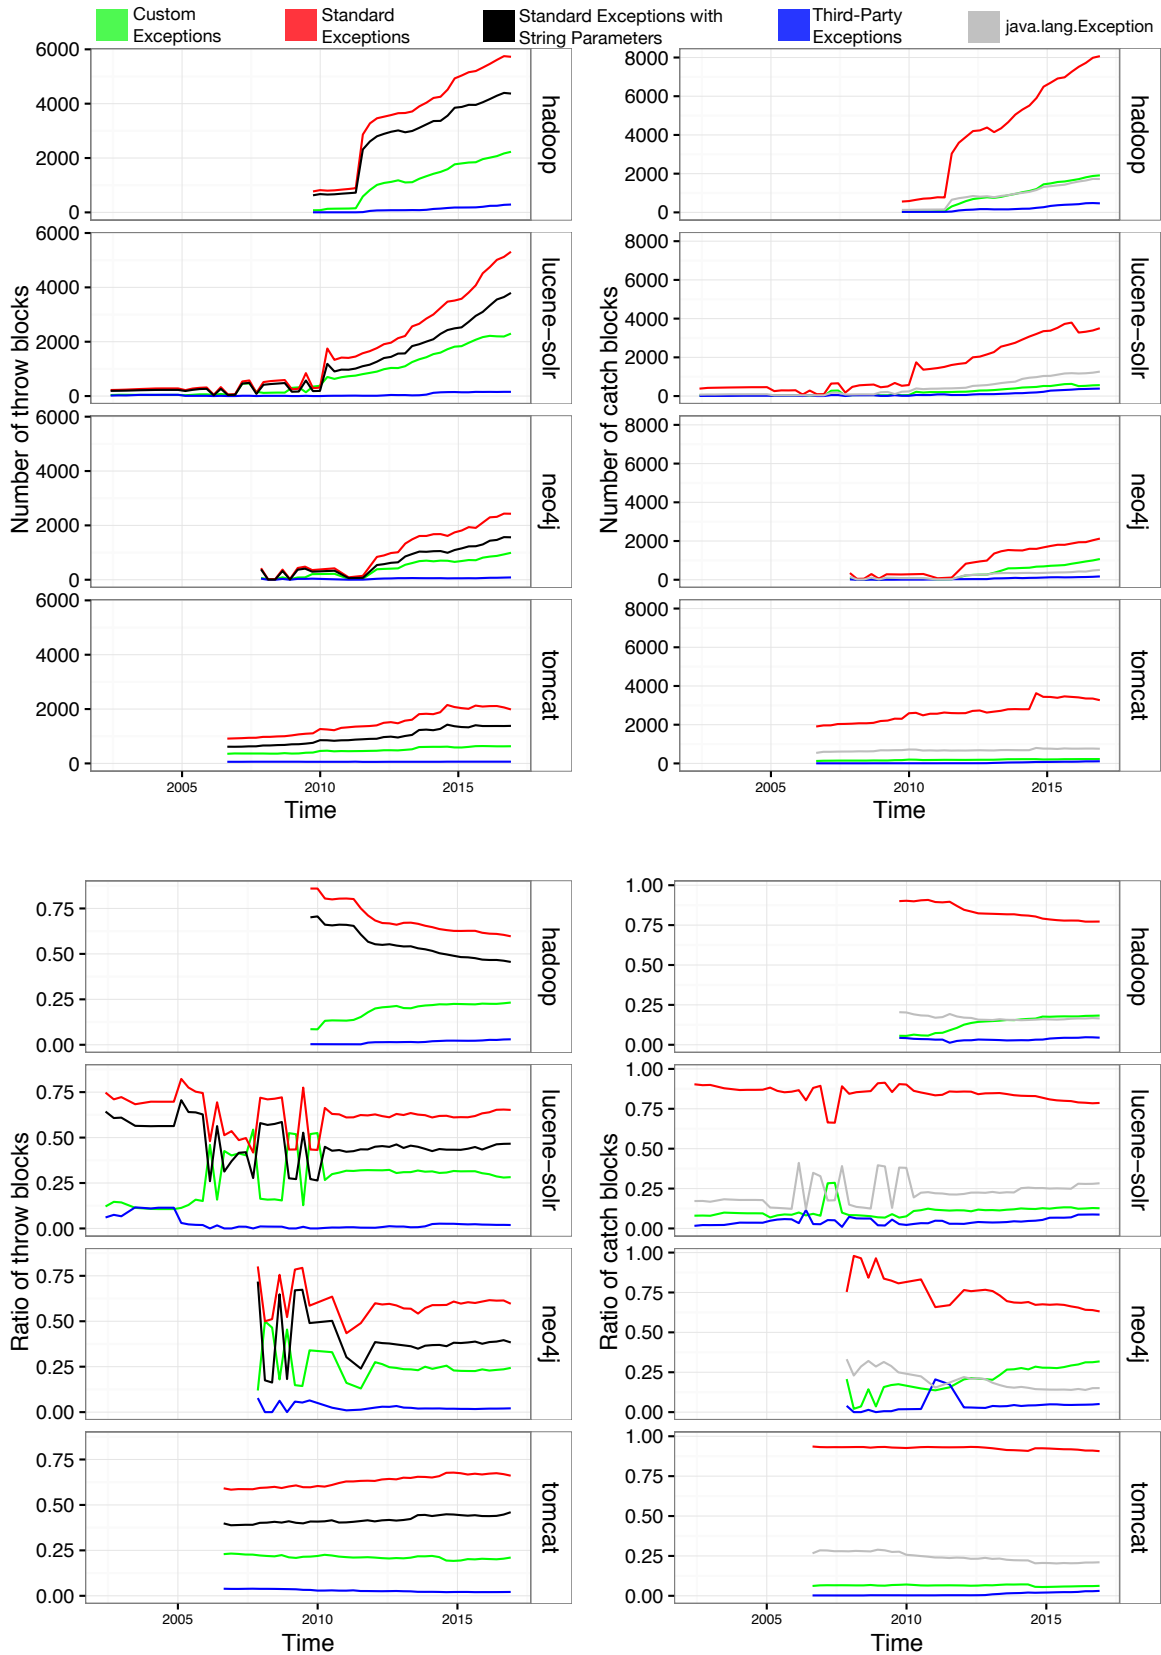 Custom Exceptions
Standard Exceptions
Standard Exceptions with String Parameters
Third-Party Exceptions
java.lang.Exception
Number of throw blocks
6000
4000
2000
0
hadoop
6000
4000
2000
0
lucene-solr
6000
4000
2000
0
neo4j
6000
4000
2000
0
tomcat
2005 2010 2015
Time
Number of catch blocks
8000
6000
4000
2000
0
hadoop
8000
6000
4000
2000
0
lucene-solr
8000
6000
4000
2000
0
neo4j
8000
6000
4000
2000
0
tomcat
2005 2010 2015
Time
Ratio of throw blocks
0.75
0.50
0.25
0.00
hadoop
0.75
0.50
0.25
0.00
lucene-solr
0.75
0.50
0.25
0.00
neo4j
0.75
0.50
0.25
0.00
tomcat
2005 2010 2015
Time
Ratio of catch blocks
1.00
0.75
0.50
0.25
0.00
hadoop
1.00
0.75
0.50
0.25
0.00
lucene-solr
1.00
0.75
0.50
0.25
0.00
neo4j
1.00
0.75
0.50
0.25
0.00
tomcat
2005 2010 2015
Time